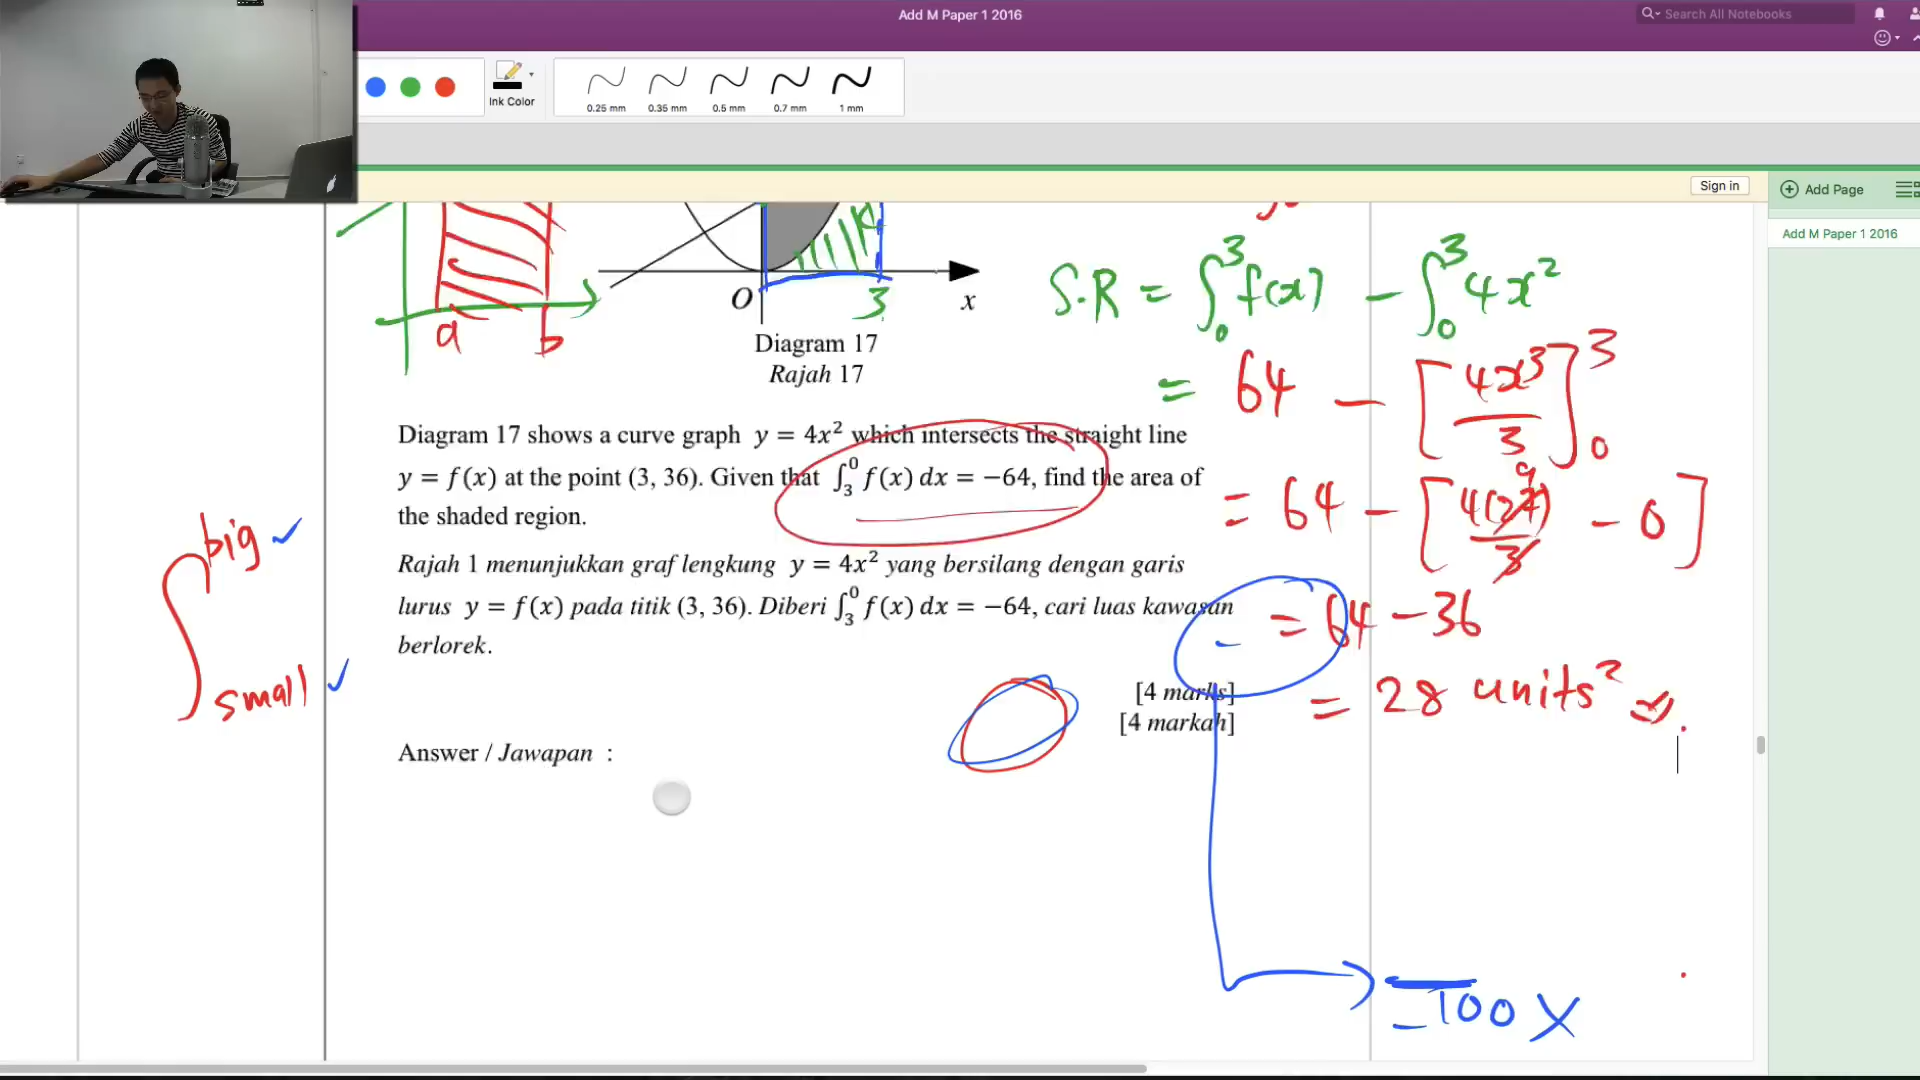 Add M Paper 1 2016
Search All Notebooks
Ink Color
0.25 mm
0.35 mm
0.5 mm
0.7 mm
1 mm
Sign in
Add Page
Add M Paper 1 2016
a
b
O
3
x
Diagram 17
Rajah 17
S.R = ∫₀³ f(x) - ∫₀³ 4x²
= 64 - [4x³/3]₀³
= 64 - [4(27)/3 - 0]
9
= 64 - 36
= 28 units²
Diagram 17 shows a curve graph y = 4x² which intersects the straight line
y = f(x) at the point (3, 36). Given that ∫₃⁰ f(x) dx = −64, find the area of
the shaded region.
Rajah 1 menunjukkan graf lengkung y = 4x² yang bersilang dengan garis
lurus y = f(x) pada titik (3, 36). Diberi ∫₃⁰ f(x) dx = −64, cari luas kawasan
berlorek.
big
∫
small
[4 marks]
[4 markah]
Answer / Jawapan :
-
-100 X